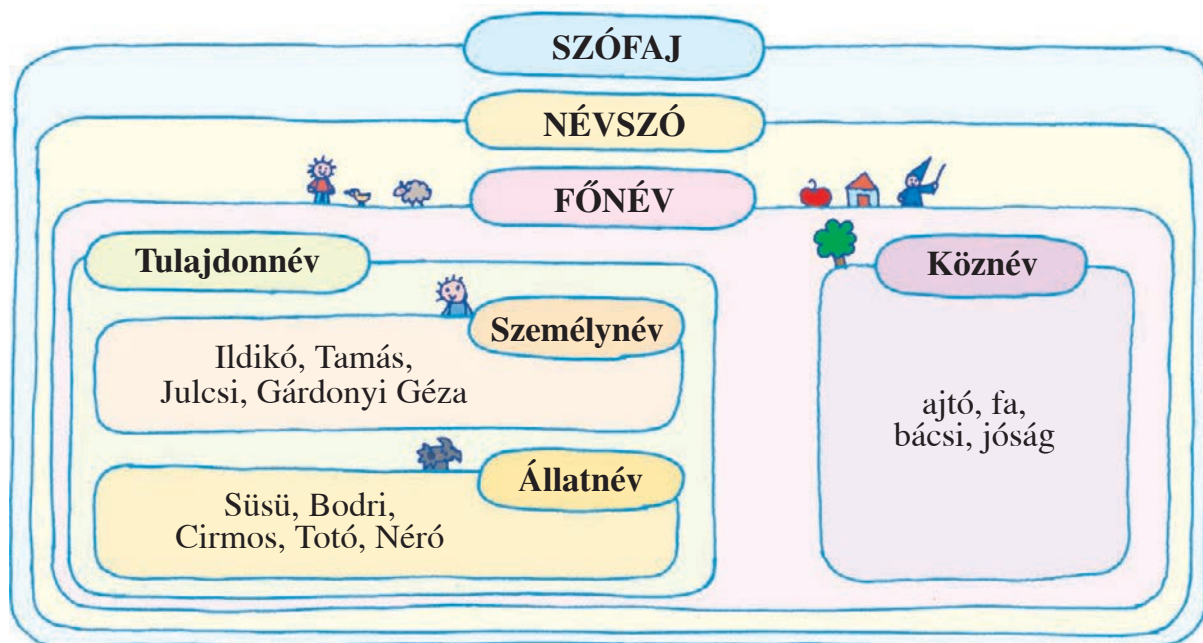 SZÓFAJ
NÉVSZÓ
FŐNÉV
Tulajdonnév
Személynév
Ildikó, Tamás,
Julcsi, Gárdonyi Géza
Állatnév
Süsü, Bodri,
Cirmos, Totó, Néró
Köznév
ajtó, fa,
bácsi, jóság